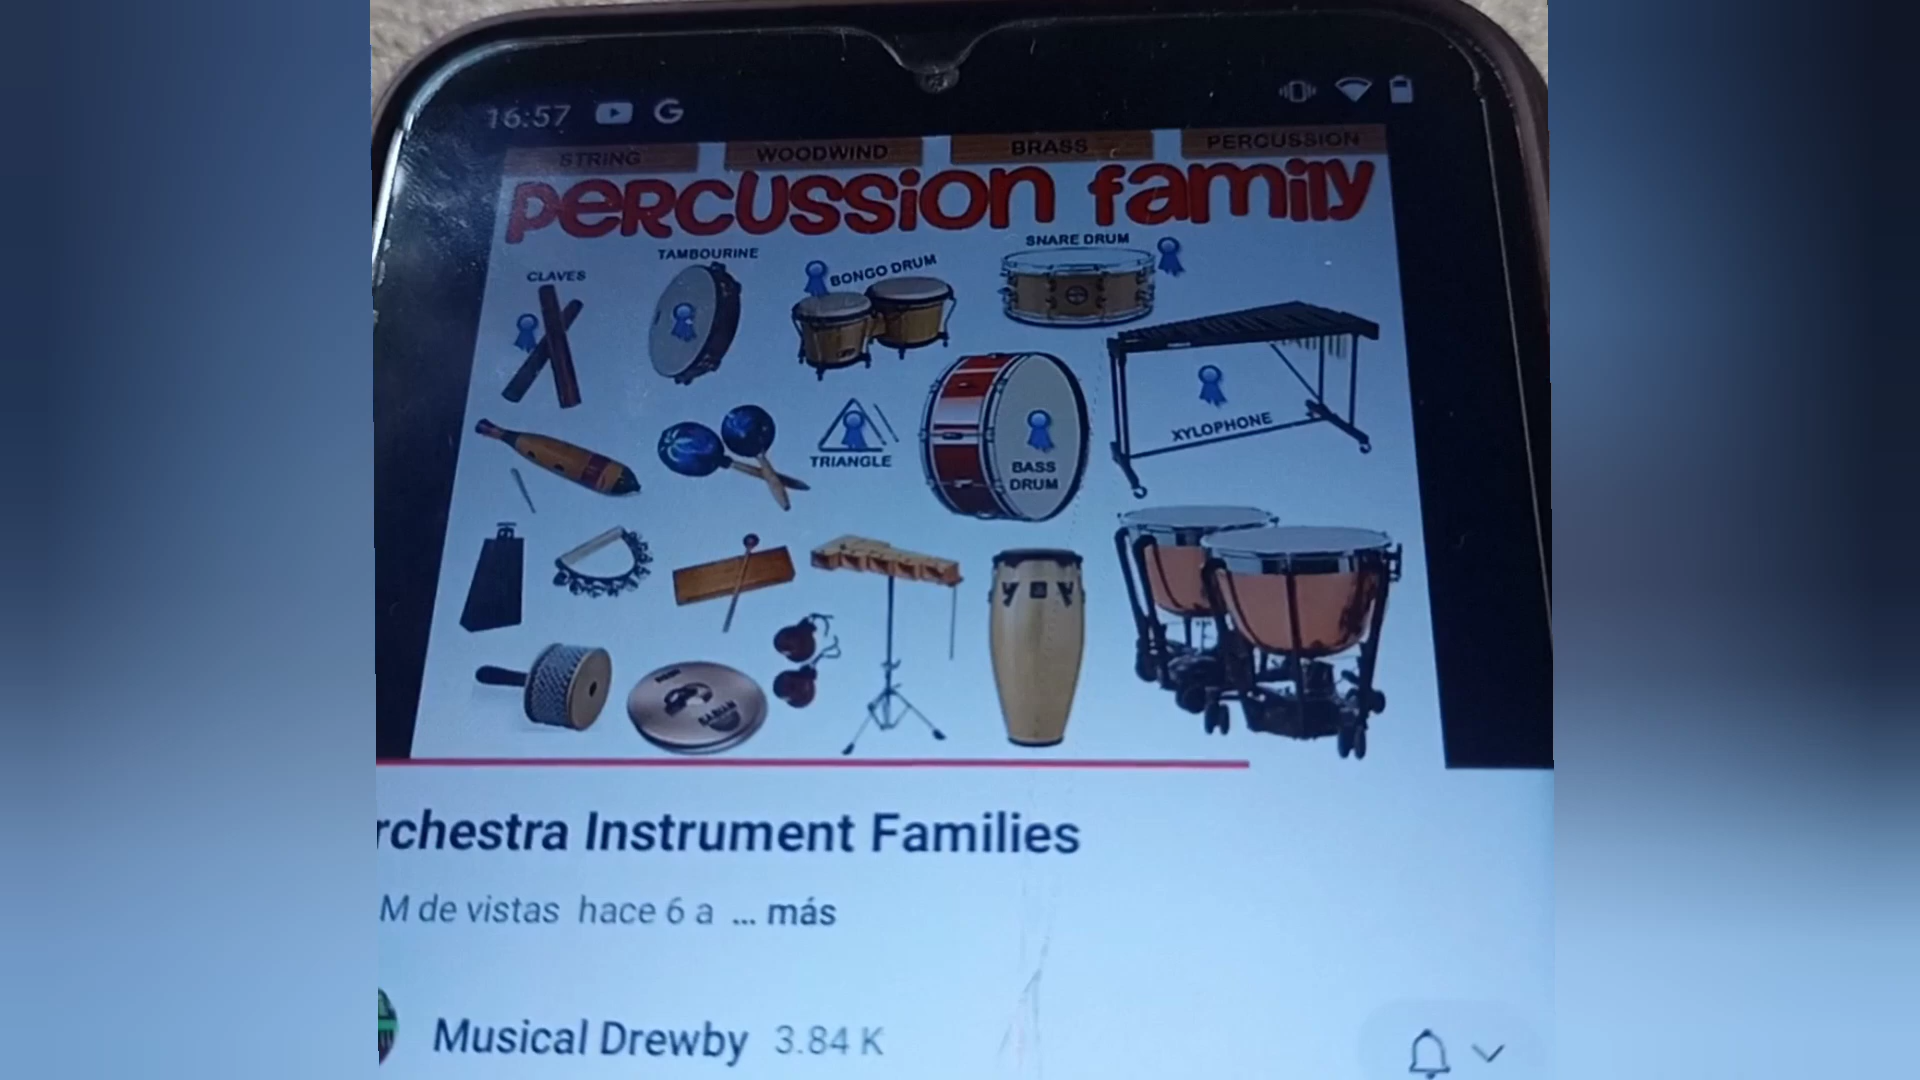 16:57
STRING WOODWIND BRASS PERCUSSION
PERCUSSION family
CLAVES
TAMBOURINE
BONGO DRUM
SNARE DRUM
TRIANGLE
BASS
DRUM
XYLOPHONE
SABIAN
rchestra Instrument Families
M de vistas hace 6 a ... más
Musical Drewby 3.84 K